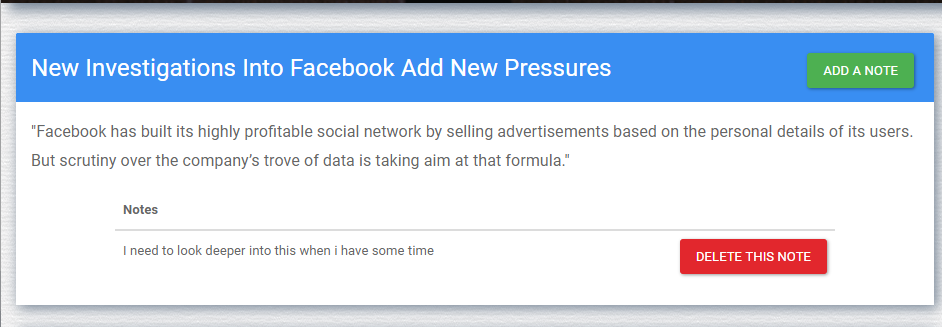 New Investigations Into Facebook Add New Pressures
ADD A NOTE
"Facebook has built its highly profitable social network by selling advertisements based on the personal details of its users.
But scrutiny over the company’s trove of data is taking aim at that formula."
Notes
I need to look deeper into this when i have some time
DELETE THIS NOTE